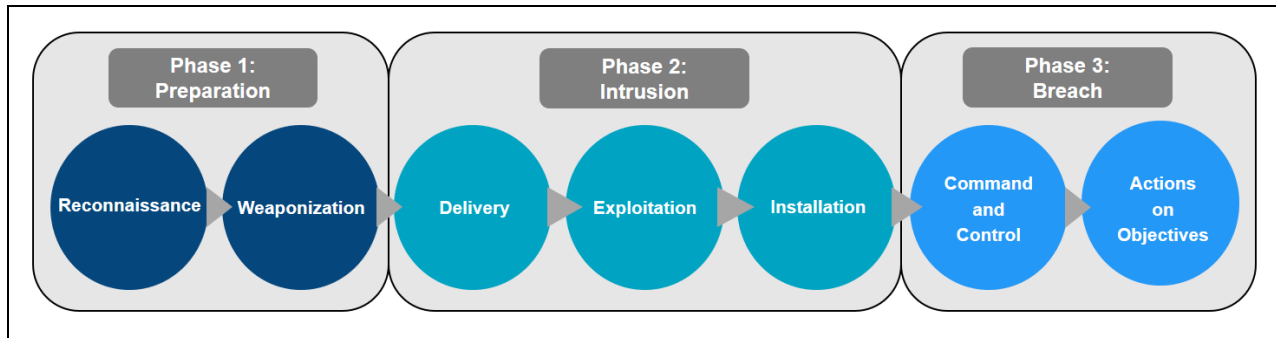 Phase 1:
Preparation
Reconnaissance
Weaponization
Phase 2:
Intrusion
Delivery
Exploitation
Installation
Phase 3:
Breach
Command
and
Control
Actions
on
Objectives